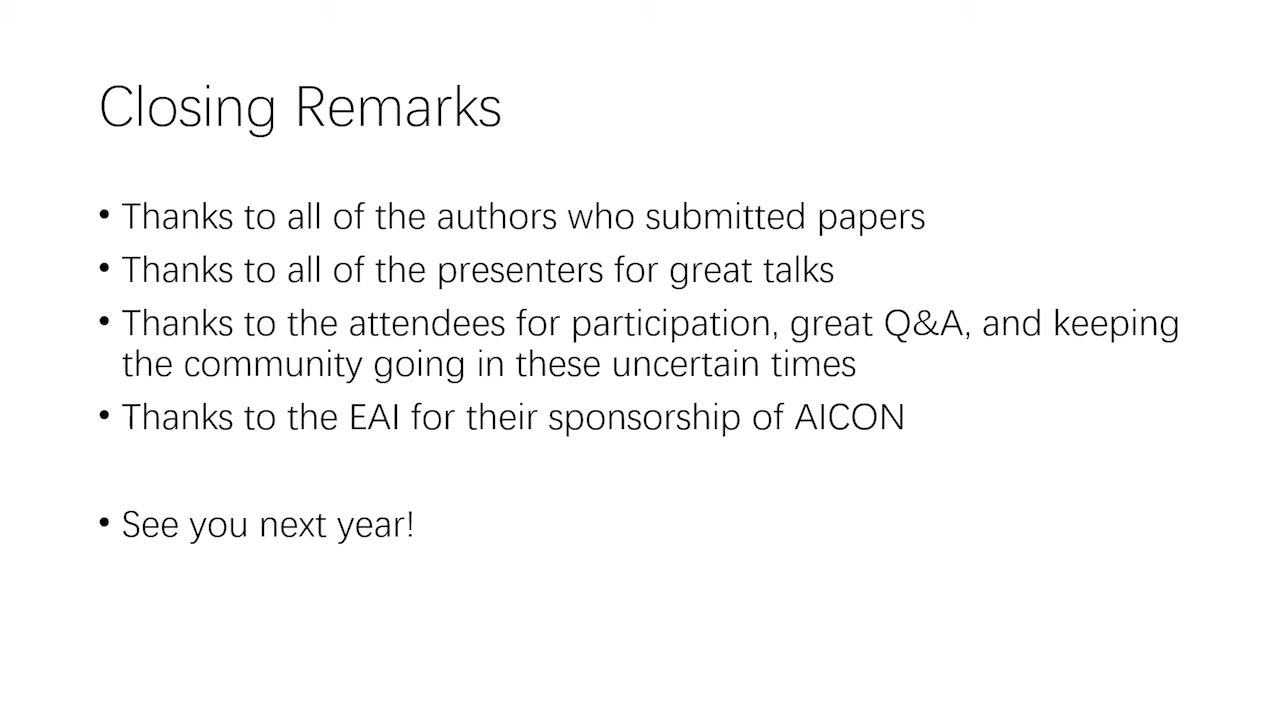 Closing Remarks
• Thanks to all of the authors who submitted papers
• Thanks to all of the presenters for great talks
• Thanks to the attendees for participation, great Q&A, and keeping
the community going in these uncertain times
• Thanks to the EAI for their sponsorship of AICON
• See you next year!